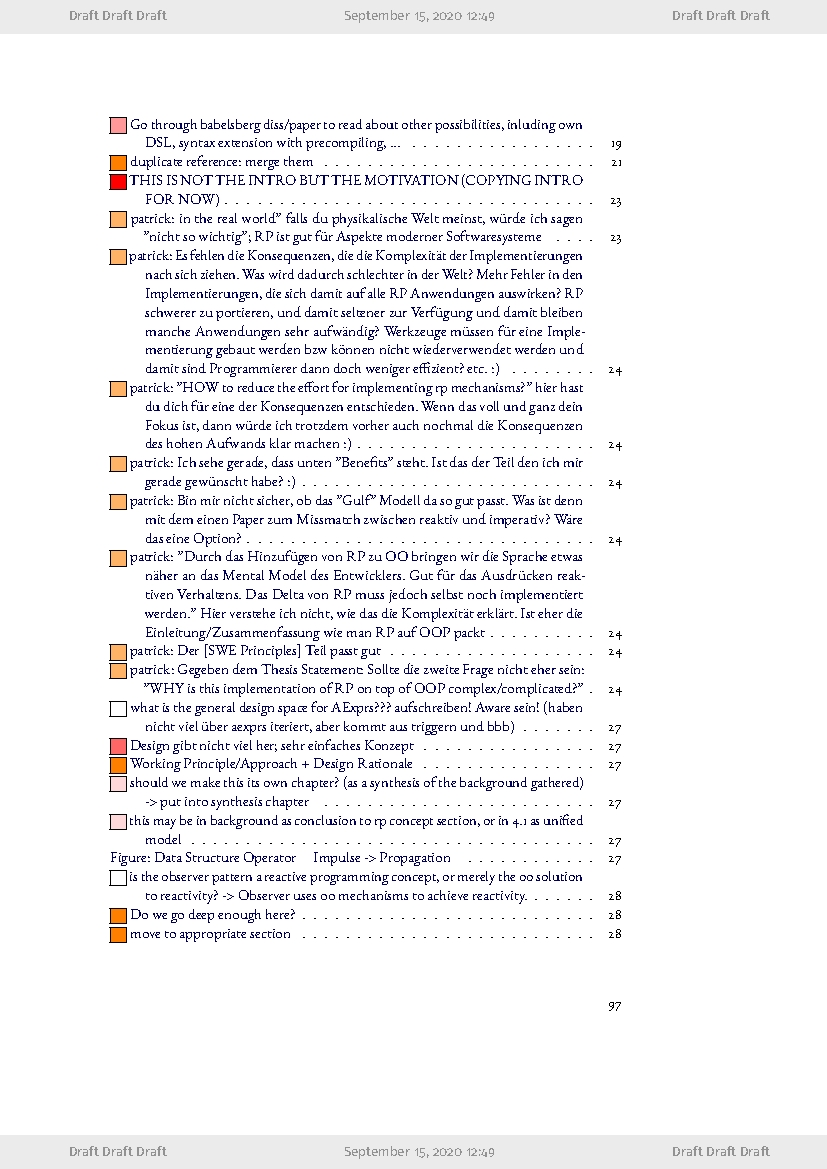 Draft Draft Draft September 15, 2020 12:49 Draft Draft Draft
Go through babelsberg diss/paper to read about other possibilities, inluding own
DSL, syntax extension with precompiling, ... . . . . . . . . . . . . . . . . . . 19
duplicate reference: merge them . . . . . . . . . . . . . . . . . . . . . . . . . 21
THIS IS NOT THE INTRO BUT THE MOTIVATION (COPYING INTRO
FOR NOW) . . . . . . . . . . . . . . . . . . . . . . . . . . . . . . . . . . 23
patrick: in the real world” falls du physikalische Welt meinst, würde ich sagen
”nicht so wichtig”; RP ist gut für Aspekte moderner Softwaresysteme . . . . 23
patrick: Es fehlen die Konsequenzen, die die Komplexität der Implementierungen
nach sich ziehen. Was wird dadurch schlechter in der Welt? Mehr Fehler in den
Implementierungen, die sich damit auf alle RP Anwendungen auswirken? RP
schwerer zu portieren, und damit seltener zur Verfügung und damit bleiben
manche Anwendungen sehr aufwändig? Werkzeuge müssen für eine Imple-
mentierung gebaut werden bzw können nicht wiederverwendet werden und
damit sind Programmierer dann doch weniger effizient? etc. :) . . . . . . . . 24
patrick: ”HOW to reduce the effort for implementing rp mechanisms?” hier hast
du dich für eine der Konsequenzen entschieden. Wenn das voll und ganz dein
Fokus ist, dann würde ich trotzdem vorher auch nochmal die Konsequenzen
des hohen Aufwands klar machen :) . . . . . . . . . . . . . . . . . . . . . . 24
patrick: Ich sehe gerade, dass unten ”Benefits” steht. Ist das der Teil den ich mir
gerade gewünscht habe? :) . . . . . . . . . . . . . . . . . . . . . . . . . . . 24
patrick: Bin mir nicht sicher, ob das ”Gulf” Modell da so gut passt. Was ist denn
mit dem einen Paper zum Missmatch zwischen reaktiv und imperativ? Wäre
das eine Option? . . . . . . . . . . . . . . . . . . . . . . . . . . . . . . . . 24
patrick: ”Durch das Hinzufügen von RP zu OO bringen wir die Sprache etwas
näher an das Mental Model des Entwicklers. Gut für das Ausdrücken reak-
tiven Verhaltens. Das Delta von RP muss jedoch selbst noch implementiert
werden.” Hier verstehe ich nicht, wie das die Komplexität erklärt. Ist eher die
Einleitung/Zusammenfassung wie man RP auf OOP packt . . . . . . . . . . 24
patrick: Der [SWE Principles] Teil passt gut . . . . . . . . . . . . . . . . . . . 24
patrick: Gegeben dem Thesis Statement: Sollte die zweite Frage nicht eher sein:
”WHY is this implementation of RP on top of OOP complex/complicated?” . 24
what is the general design space for AExprs??? aufschreiben! Aware sein! (haben
nicht viel über aexprs iteriert, aber kommt aus triggern und bbb) . . . . . . . 27
Design gibt nicht viel her; sehr einfaches Konzept . . . . . . . . . . . . . . . . 27
Working Principle/Approach + Design Rationale . . . . . . . . . . . . . . . . 27
should we make this its own chapter? (as a synthesis of the background gathered)
-> put into synthesis chapter . . . . . . . . . . . . . . . . . . . . . . . . . 27
this may be in background as conclusion to rp concept section, or in 4.1 as unified
model . . . . . . . . . . . . . . . . . . . . . . . . . . . . . . . . . . . . . 27
Figure: Data Structure Operator Impulse -> Propagation . . . . . . . . . . . . 27
is the observer pattern a reactive programming concept, or merely the oo solution
to reactivity? -> Observer uses oo mechanisms to achieve reactivity. . . . . . . 28
Do we go deep enough here? . . . . . . . . . . . . . . . . . . . . . . . . . . . 28
move to appropriate section . . . . . . . . . . . . . . . . . . . . . . . . . . . 28
97
Draft Draft Draft September 15, 2020 12:49 Draft Draft Draft